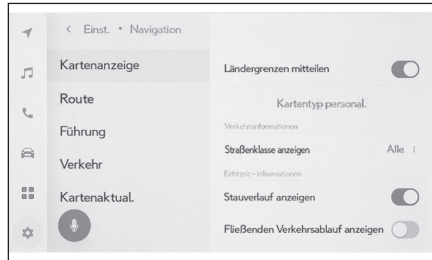 < Einst. • Navigation
Kartenanzeige
Route
Führung
Verkehr
Kartenaktual.
Ländergrenzen mitteilen
Kartentyp personal.
Verkehrsinformationen
Straßenklasse anzeigen Alle
Echtzeit-Informationen
Stauverlauf anzeigen
Fließenden Verkehrsablauf anzeigen